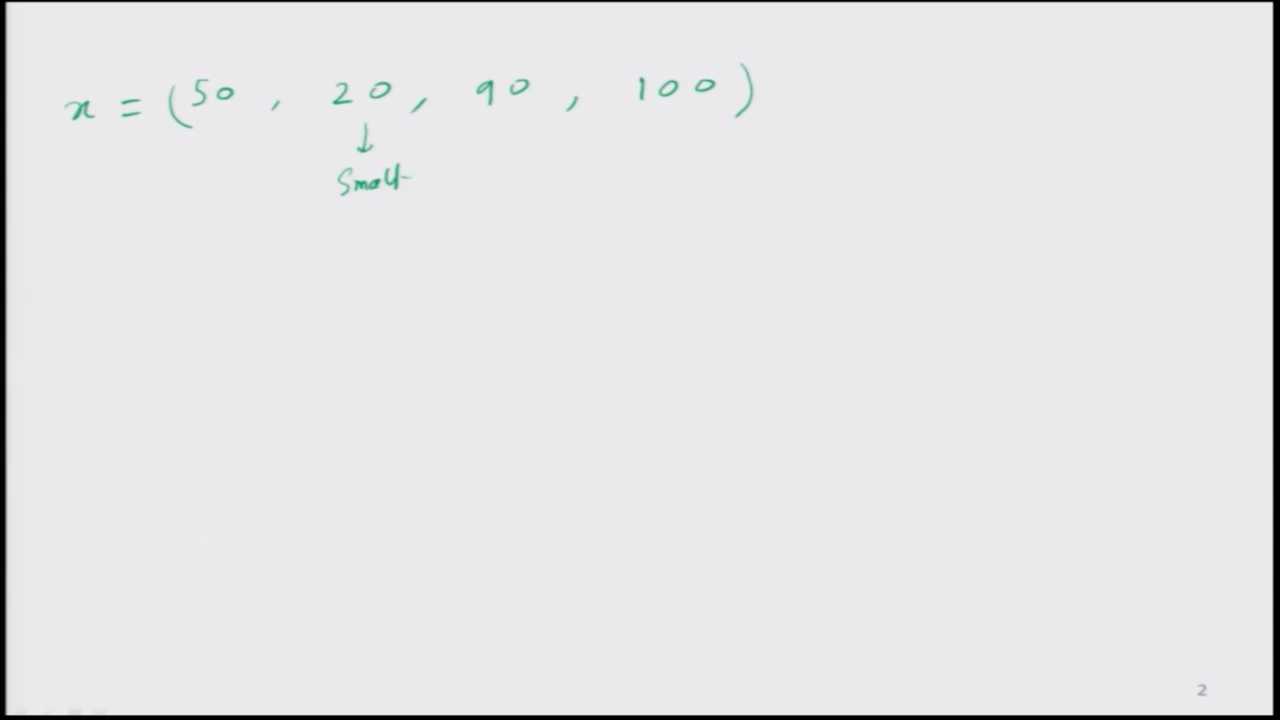 x = (50 , 20 , 90 , 100)
↓
Small
2